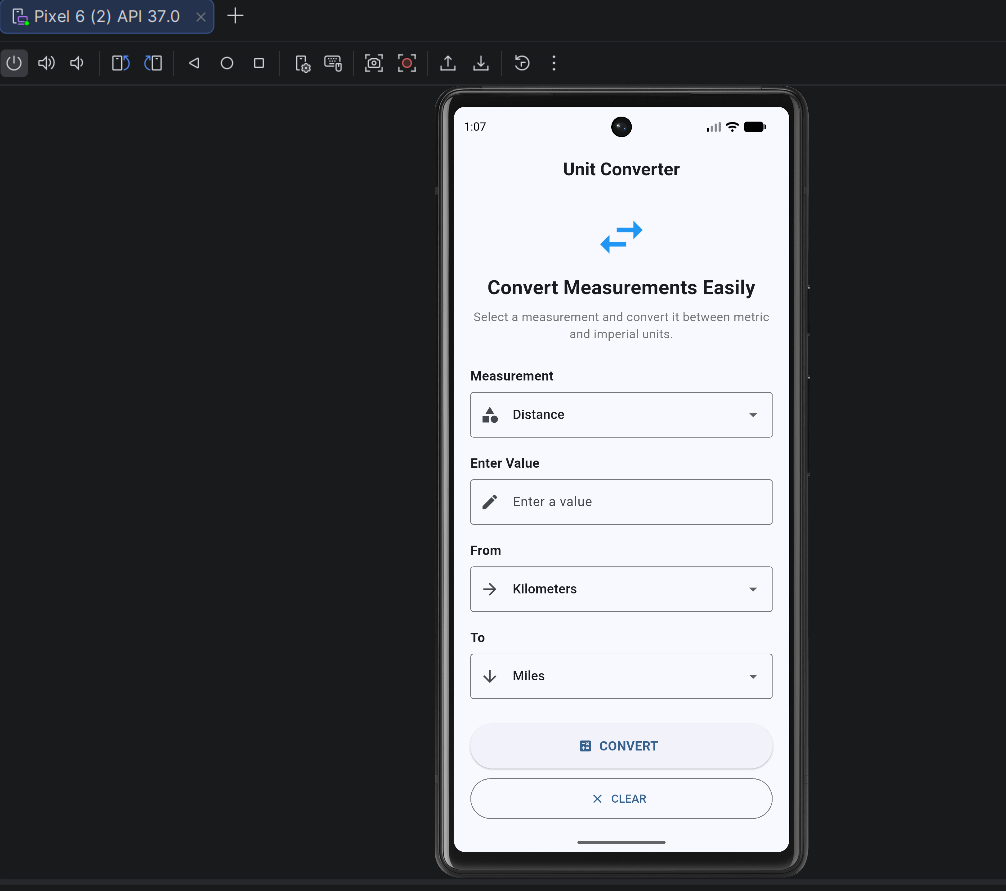 Pixel 6 (2) API 37.0
1:07
Unit Converter
Convert Measurements Easily
Select a measurement and convert it between metric
and imperial units.
Measurement
Distance
Enter Value
Enter a value
From
Kilometers
To
Miles
CONVERT
CLEAR